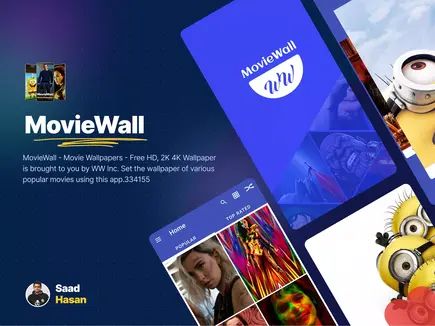 MovieWall
MovieWall - Movie Wallpapers - Free HD, 2K 4K Wallpaper
is brought to you by WW Inc. Set the wallpaper of various
popular movies using this app.334155
Saad
Hasan
MovieWall
WW
Home
POPULAR
TOP RATED